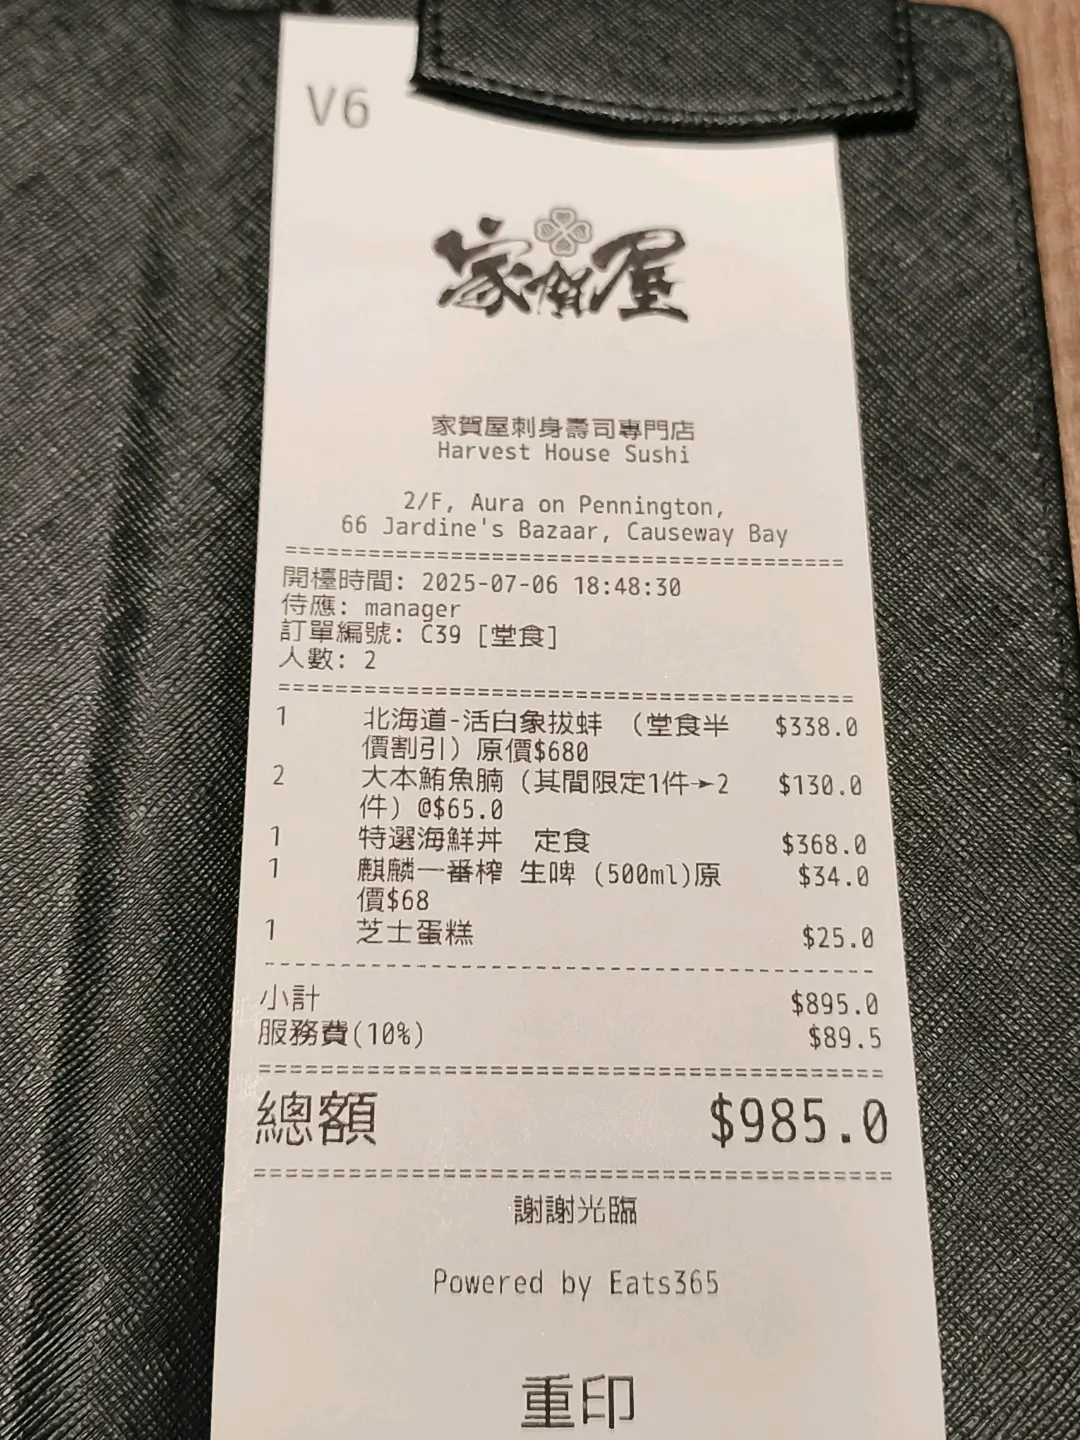 V6
家賀屋
家賀屋刺身壽司專門店
Harvest House Sushi
2/F, Aura on Pennington,
66 Jardine's Bazaar, Causeway Bay
================================================
開檯時間: 2025-07-06 18:48:30
侍應: manager
訂單編號: C39 [堂食]
人數: 2
================================================
1 北海道-活白象拔蚌 (堂食半 $338.0
價割引) 原價$680
2 大本鮪魚腩 (其間限定1件➛2 $130.0
件) @$65.0
1 特選海鮮丼 定食 $368.0
1 麒麟一番榨 生啤 (500ml)原 $34.0
價$68
1 芝士蛋糕 $25.0
------------------------------------------------
小計 $895.0
服務費(10%) $89.5
================================================
總額 $985.0
================================================
謝謝光臨
Powered by Eats365
重印